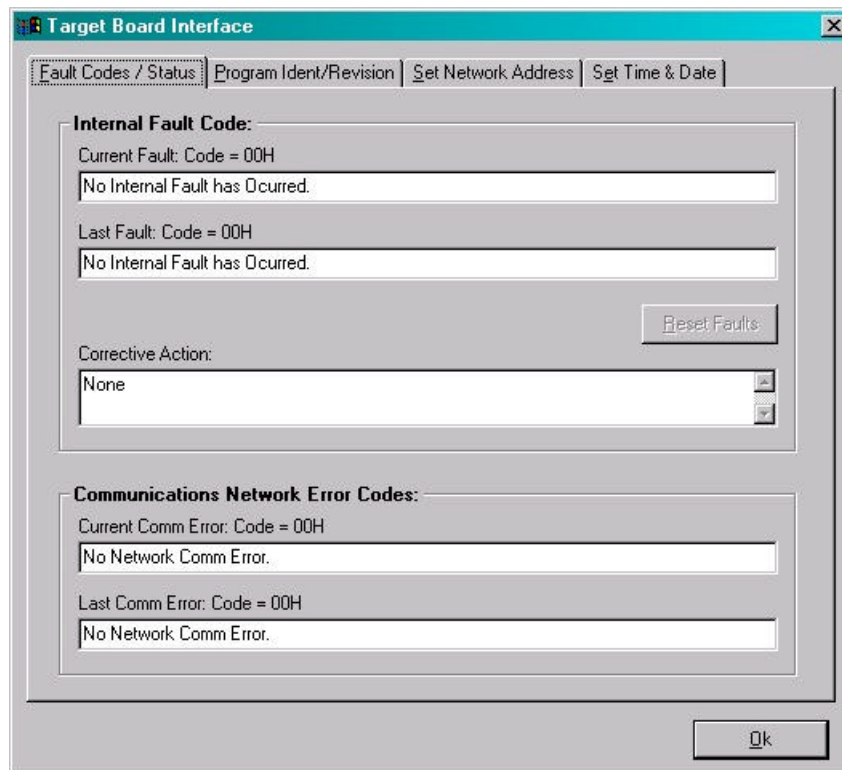 Target Board Interface
Fault Codes / Status Program Ident/Revision Set Network Address Set Time & Date
Internal Fault Code:
Current Fault: Code = 00H
No Internal Fault has Ocurred.
Last Fault: Code = 00H
No Internal Fault has Ocurred.
Reset Faults
Corrective Action:
None
Communications Network Error Codes:
Current Comm Error: Code = 00H
No Network Comm Error.
Last Comm Error: Code = 00H
No Network Comm Error.
Ok